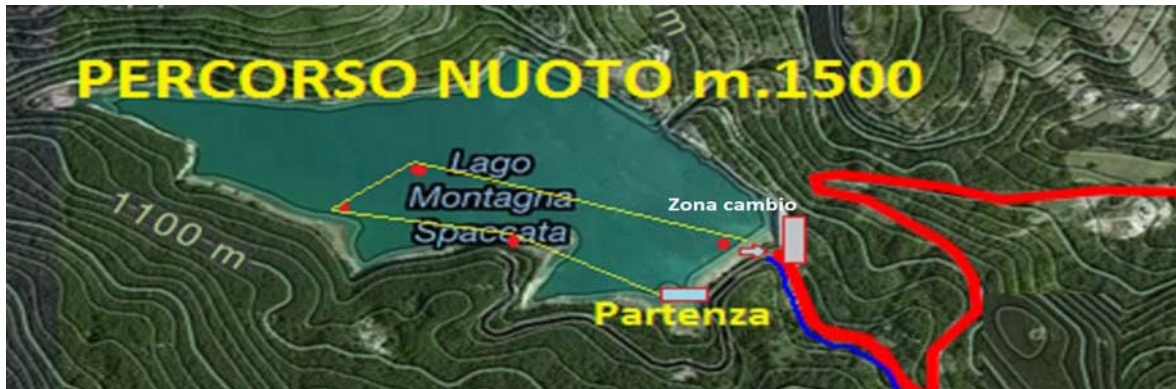 PERCORSO NUOTO m.1500
Lago
Montagna
Spaccata
Zona cambio
1100 m
m
Partenza